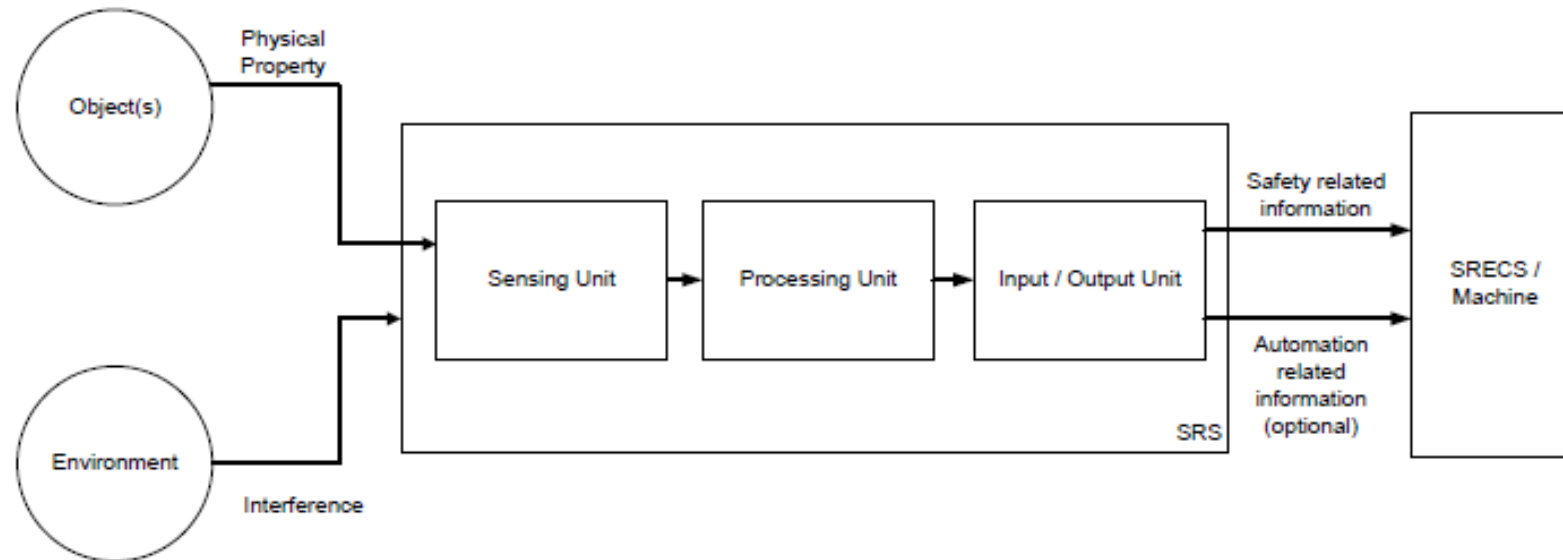 Physical
Property
Object(s)
Environment
Interference
Sensing Unit
Processing Unit
Input / Output Unit
SRS
Safety related
information
Automation
related
information
(optional)
SRECS /
Machine